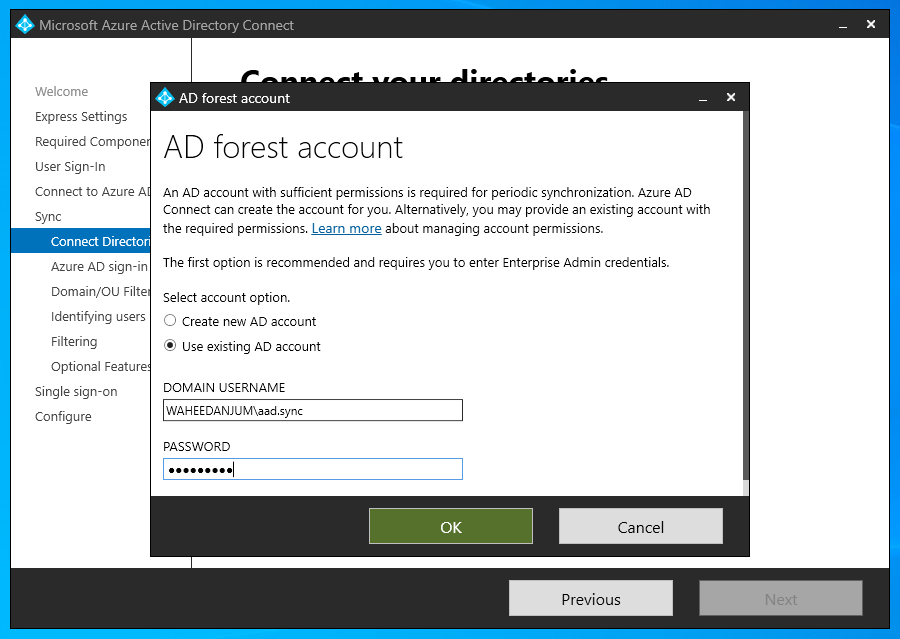 Microsoft Azure Active Directory Connect
Connect your directories
Welcome
Express Settings
Required Componen
User Sign-In
Connect to Azure AD
Sync
Connect Directori
Azure AD sign-in
Domain/OU Filter
Identifying users
Filtering
Optional Features
Single sign-on
Configure
AD forest account
AD forest account
An AD account with sufficient permissions is required for periodic synchronization. Azure AD
Connect can create the account for you. Alternatively, you may provide an existing account with
the required permissions. Learn more about managing account permissions.
The first option is recommended and requires you to enter Enterprise Admin credentials.
Select account option.
Create new AD account
Use existing AD account
DOMAIN USERNAME
WAHEEDANJUM\aad.sync
PASSWORD
●●●●●●●●●
OK
Cancel
Previous
Next